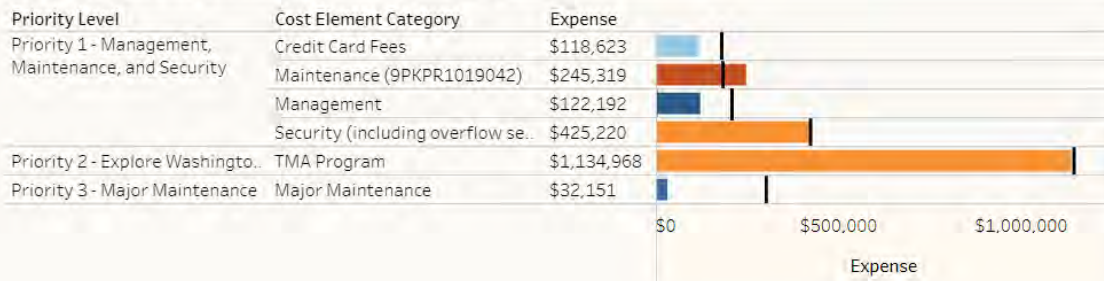 Priority Level Cost Element Category Expense
Priority 1 - Management, Maintenance, and Security Credit Card Fees $118,623
Maintenance (9PKPR1019042) $245,319
Management $122,192
Security (including overflow se.. $425,220
Priority 2 - Explore Washingto.. TMA Program $1,134,968
Priority 3 - Major Maintenance Major Maintenance $32,151
$0 $500,000 $1,000,000
Expense